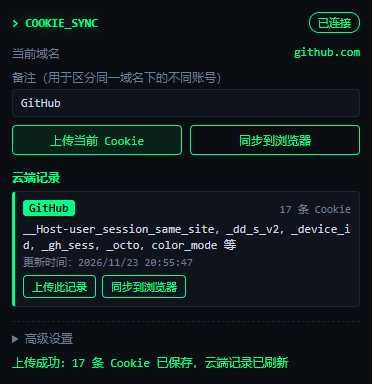 > COOKIE_SYNC
已连接
当前域名
github.com
备注（用于区分同一域名下的不同账号）
GitHub
上传当前 Cookie
同步到浏览器
云端记录
GitHub
17 条 Cookie
__Host-user_session_same_site, _dd_s_v2, _device_i
d, _gh_sess, _octo, color_mode 等
更新时间: 2026/11/23 20:55:47
上传此记录
同步到浏览器
▶ 高级设置
上传成功: 17 条 Cookie 已保存, 云端记录已刷新